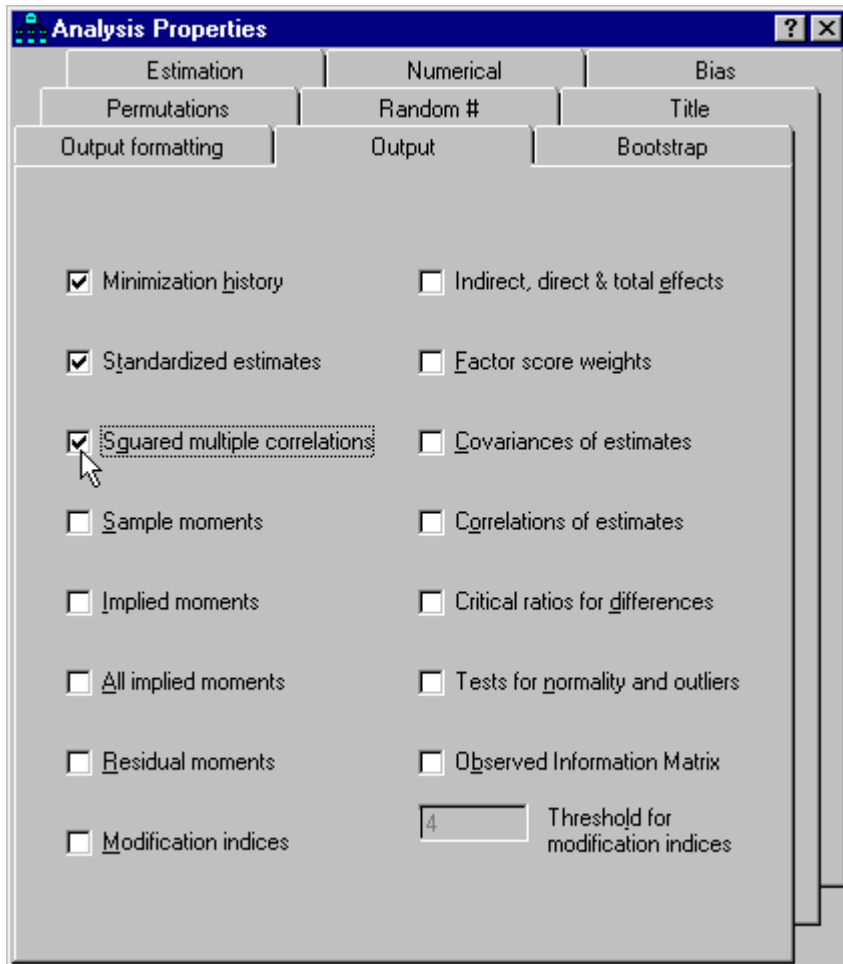 Analysis Properties
Estimation
Numerical
Bias
Permutations
Random #
Title
Output formatting
Output
Bootstrap
Minimization history
Indirect, direct & total effects
Standardized estimates
Factor score weights
Squared multiple correlations
Covariances of estimates
Sample moments
Correlations of estimates
Implied moments
Critical ratios for differences
All implied moments
Tests for normality and outliers
Residual moments
Observed Information Matrix
Modification indices
4
Threshold for
modification indices